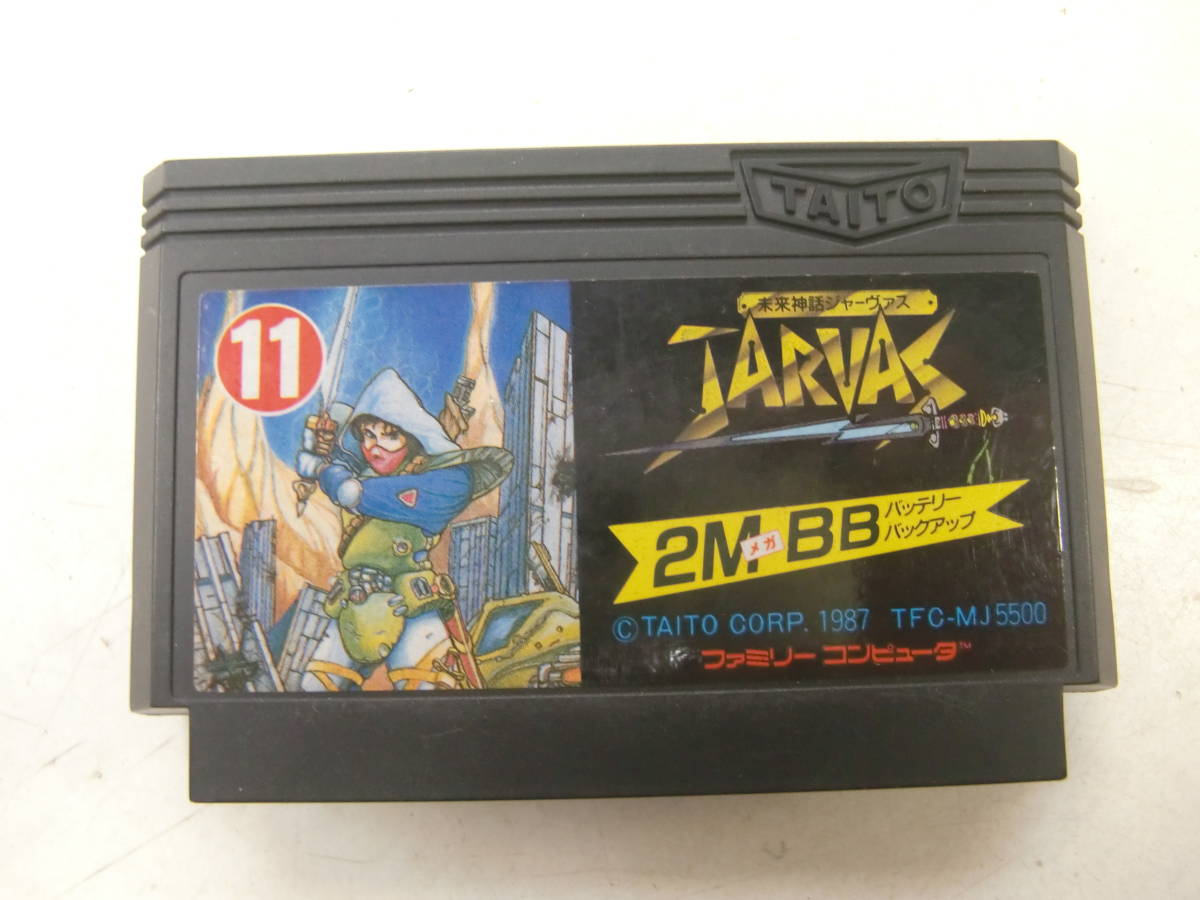 TAITO
11
未来神話ジャーヴァス
JARVAS
2M メガ BB バッテリー
バックアップ
©TAITO CORP. 1987 TFC-MJ5500
ファミリー コンピュータ™